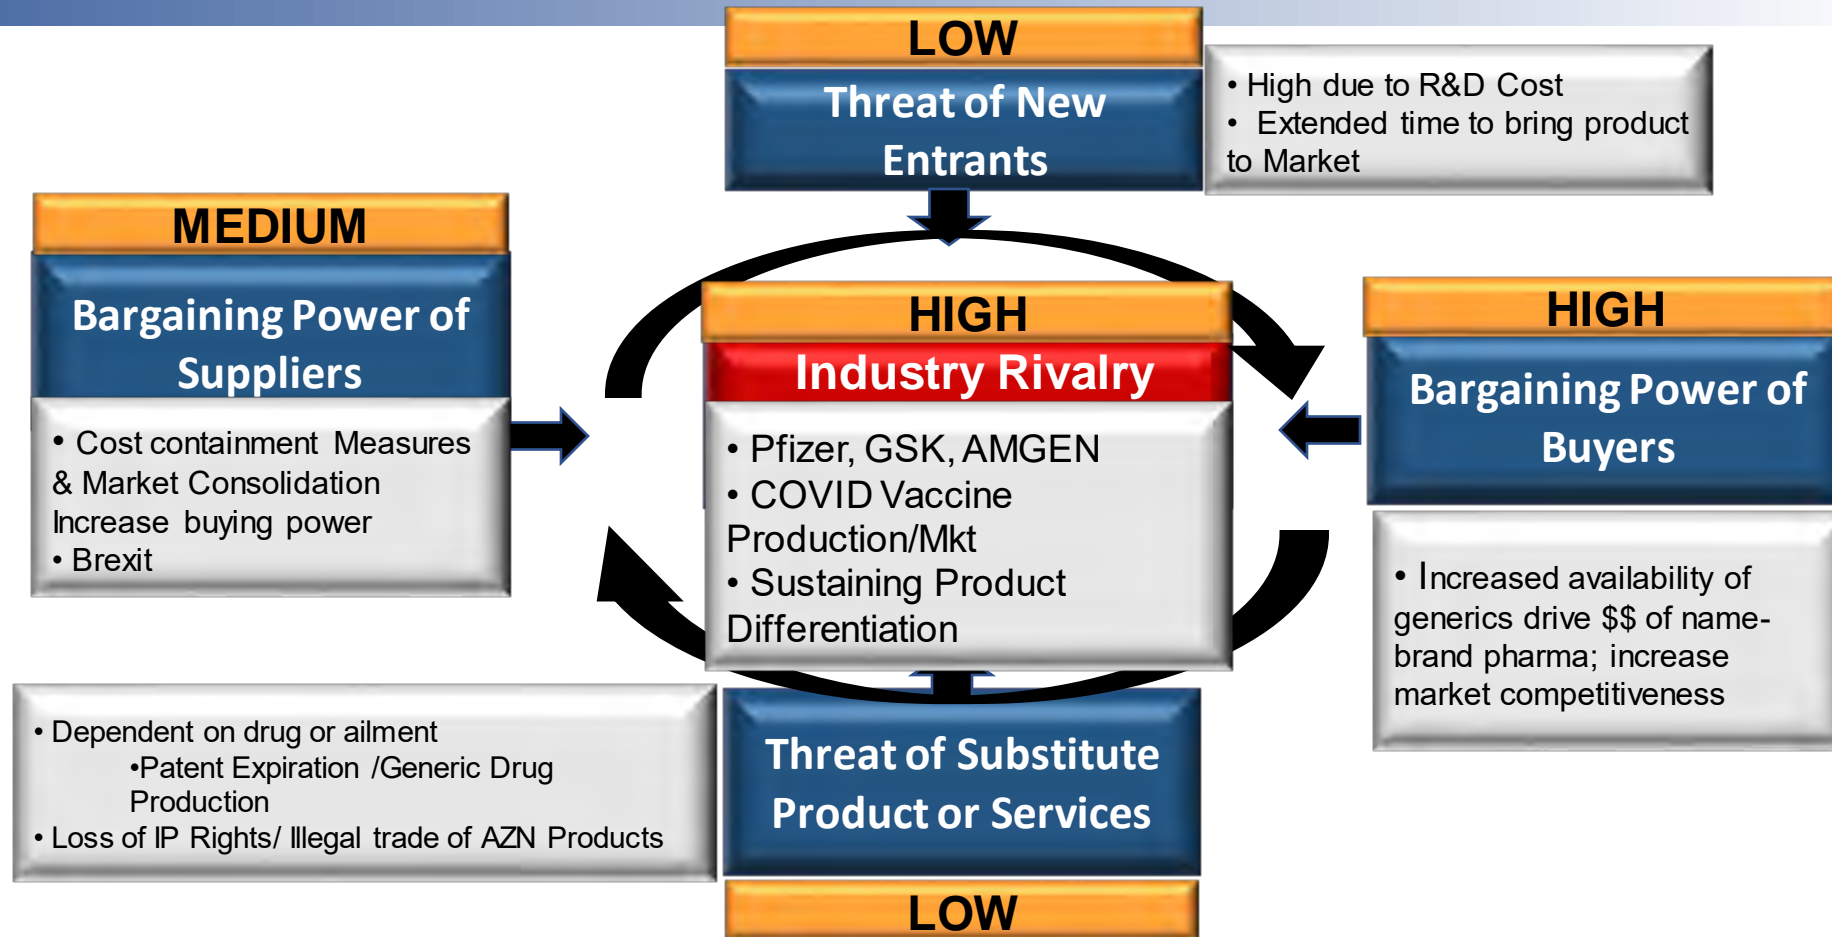 LOW
Threat of New
Entrants
• High due to R&D Cost
• Extended time to bring product
to Market
MEDIUM
Bargaining Power of
Suppliers
• Cost containment Measures
& Market Consolidation
Increase buying power
• Brexit
HIGH
Industry Rivalry
• Pfizer, GSK, AMGEN
• COVID Vaccine
Production/Mkt
• Sustaining Product
Differentiation
HIGH
Bargaining Power of
Buyers
• Increased availability of
generics drive $$ of name-
brand pharma; increase
market competitiveness
• Dependent on drug or ailment
•Patent Expiration /Generic Drug
Production
• Loss of IP Rights/ Illegal trade of AZN Products
Threat of Substitute
Product or Services
LOW